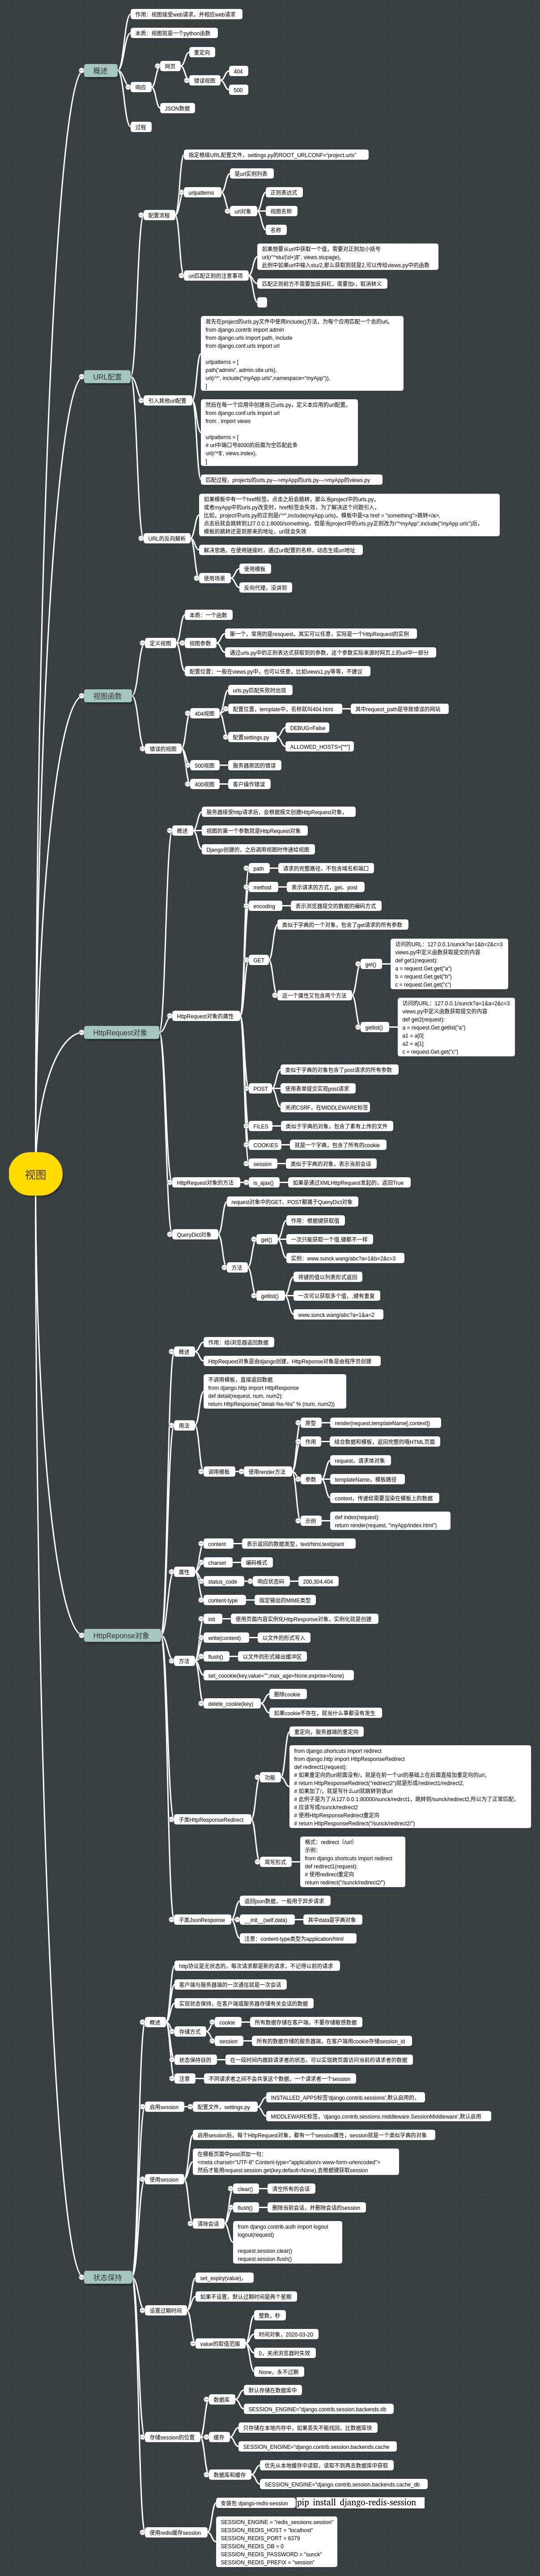 视图
概述
作用：视图接受web请求，并相应web请求
本质：视图就是一个python函数
响应
网页
重定向
错误视图
404
500
JSON数据
过程
URL配置
配置流程
指定根级URL配置文件，settings.py的ROOT_URLCONF="project.urls"
urlpatterns
是url实例列表
url对象
正则表达式
视图名称
名称
url匹配正则的注意事项
如果想要从url中获取一个值，需要对正则加小括号
url(r'^stu/(\d+)$', views.stupage),
此例中如果url中输入stu/2,那么获取到就是2,可以传给views.py中的函数
匹配正则前方不需要加反斜杠，需要加r，取消转义
引入其他url配置
首先在project的urls.py文件中使用include()方法，为每个应用匹配一个总的url,
from django.contrib import admin
from django.urls import path, include
from django.conf.urls import url
urlpatterns = [
path('admin/', admin.site.urls),
url(r'^', include("myApp.urls",namespace="myApp")),
]
然后在每一个应用中创建自己urls.py，定义本应用的url配置，
from django.conf.urls import url
from . import views
urlpatterns = [
# url中端口号8000的后面为空匹配此条
url(r'^$', views.index),
]
匹配过程，projects的urls.py--->myApp的urls.py--->myApp的views.py
URL的反向解析
如果模板中有一个href标签，点击之后会跳转，那么当project中的urls.py，
或者myApp中的urls.py改变时，href标签会失效，为了解决这个问题引入，
比如，project中urls.py的正则是r"^",include(myApp.urls)，模板中是<a href = "something">跳转</a>,
点击后就会跳转到127.0.0.1:8000/something，但是当project中的urls.py正则改为r"^myApp",include("myApp.urls")后，
模板的跳转还是到原来的地址，url就会失效
解决思路，在使用链接时，通过url配置的名称，动态生成url地址
使用场景
使用模板
反向代理，没讲到
视图函数
定义视图
本质：一个函数
视图参数
第一个，常用的是resquest，其实可以任意，实际是一个HttpRequest的实例
通过urls.py中的正则表达式获取到的参数，这个参数实际来源时网页上的url中一部分
配置位置：一般在views.py中，也可以任意，比如views1.py等等，不建议
错误的视图
404视图
urls.py匹配失败时出现
配置位置，template中，名称就叫404.html
其中request_path是导致错误的网站
配置settings.py
DEBUG=False
ALLOWED_HOSTS=["*"]
500视图
服务器原因的错误
400视图
客户操作错误
HttpRequest对象
概述
服务器接受http请求后，会根据报文创建HttpRequest对象，
视图的第一个参数就是HttpRequest对象
Django创建的，之后调用视图时传递给视图
HttpRequest对象的属性
path
请求的完整路径，不包含域名和端口
method
表示请求的方式，get、post
encoding
表示浏览器提交的数据的编码方式
GET
类似于字典的一个对象，包含了get请求的所有参数
这一个属性又包含两个方法
get()
访问的URL：127.0.0.1/sunck?a=1&b=2&c=3
views.py中定义函数获取提交的内容
def get1(request):
a = request.Get.get("a")
b = request.Get.get("b")
c = request.Get.get("c")
getlist()
访问的URL：127.0.0.1/sunck?a=1&a=2&c=3
views.py中定义函数获取提交的内容
def get2(request):
a = request.Get.getlist("a")
a1 = a[0]
a2 = a[1]
c = request.Get.get("c")
POST
类似于字典的对象包含了post请求的所有参数
使用表单提交实现post请求
关闭CSRF，在MIDDLEWARE标签
FILES
类似于字典的对象，包含了素有上传的文件
COOKIES
就是一个字典，包含了所有的cookie
session
类似于字典的对象，表示当前会话
HttpRequest对象的方法
is_ajax()
如果是通过XMLHttpRequest发起的，返回True
QueryDict对象
request对象中的GET、POST都属于QueryDict对象
方法
get()
作用：根据键获取值
一次只能获取一个值,键都不一样
实例：www.sunck.wang/abc?a=1&b=2&c=3
getlist()
将键的值以列表形式返回
一次可以获取多个值，,键有重复
www.sunck.wang/abc?a=1&a=2
HttpReponse对象
概述
作用：给i浏览器返回数据
HttpRequest对象是由django创建，HttpReponse对象是由程序员创建
用法
不调用模板，直接返回数据
from django.http import HttpResponse
def detail(request, num, num2):
return HttpResponse("detail-%s-%s" % (num, num2))
调用模板
使用render方法
原型
render(request,templateName[,context])
作用
结合数据和模板，返回完整的哦HTML页面
参数
request，请求体对象
templateName，模板路径
context，传递给需要渲染在模板上的数据
示例
def index(request):
return render(request, "myApp/index.html")
属性
content
表示返回的数据类型，text/html,text/plant
charset
编码格式
status_code
响应状态码
200,304,404
content-type
指定输出的MIME类型
方法
init
使用页面内容实例化HttpResponse对象，实例化就是创建
write(content)
以文件的形式写入
flush()
以文件的形式输出缓冲区
set_coookie(key,value="",max_age=None,exprise=None)
delete_cookie(key)
删除cookie
如果cookie不存在，就当什么事都没有发生
子类HttpResponseRedirect
功能
重定向，服务器端的重定向
from django.shortcuts import redirect
from django.http import HttpResponseRedirect
def redirect1(request):
# 如果重定向的url前面没有/，就是在前一个url的基础上在后面直接加重定向的url，
# return HttpResponseRedirect("redirect2")就是形成/redirect1/redirect2,
# 如果加了/，就是写什么url就跳转到该url
# 此例子是为了从127.0.0.1:80000/sunck/redirct1，跳转到/sunck/redirect2,所以为了正常匹配，
# 应该写成/sunck/redirect2
# 使用HttpResponseRedirect重定向
# return HttpResponseRedirect("/sunck/redirect2/")
简写形式
格式：redirect（/url）
示例：
from django.shortcuts import redirect
def redirect1(request):
# 使用redirect重定向
return redirect("/sunck/redirect2/")
子类JsonResponse
返回json数据，一般用于异步请求
__init__(self,data)
其中data是字典对象
注意：content-type类型为application/html
状态保持
概述
http协议是无状态的，每次请求都是新的请求，不记得以前的请求
客户端与服务器端的一次通信就是一次会话
实现状态保持，在客户端或服务器存储有关会话的数据
存储方式
cookie
所有数据存储在客户端，不要存储敏感数据
session
所有的数据存储的服务器端，在客户端用cookie存储session_id
状态保持目的
在一段时间内跟踪请求者的状态，可以实现跨页面访问当前的请求者的数据
注意
不同请求者之间不会共享这个数据，一个请求者一个session
启用session
配置文件，settings.py
INSTALLED_APPS标签'django.contrib.sessions',默认启用的，
MIDDLEWARE标签，'django.contrib.sessions.middleware.SessionMiddleware',默认启用
使用session
启用session后，每个HttpRequest对象，都有一个session属性，session就是一个类似字典的对象
在模板页面中post添加一句：
<meta charset="UTF-8" Content-type="application/x-www-form-urlencoded">
然后才能用request.session.get(key,default=None),去根据键获取session
清除会话
clear()
清空所有的会话
flush()
删除当前会话，并删除会话的session
from django.contrib.auth import logout
logout(request)
request.session.clear()
request.session.flush()
设置过期时间
set_expiry(value)，
如果不设置，默认过期时间是两个星期
value的取值范围
整数，秒
时间对象，2020-03-20
0，关闭浏览器时失效
None，永不过期
存储session的位置
数据库
默认存储在数据库中
SESSION_ENGINE="django.contrib.session.backends.db
缓存
只存储在本地内存中，如果丢失不能找回，比数据库快
SESSION_ENGINE="django.contrib.session.backends.cache
数据库和缓存
优先从本地缓存中读取，读取不到再去数据库中获取
SESSION_ENGINE="django.contrib.session.backends.cache_db
使用redis缓存session
安装包 django-redis-session
pip install django-redis-session
SESSION_ENGINE = "redis_sessions.session"
SESSION_REDIS_HOST = "localhost"
SESSION_REDIS_PORT = 6379
SESSION_REDIS_DB = 0
SESSION_REDIS_PASSWORD = "sunck"
SESSION_REDIS_PREFIX = "session"